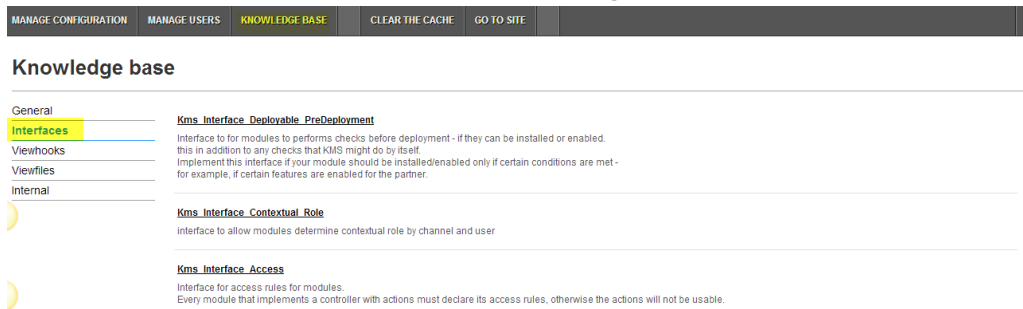 MANAGE CONFIGURATION MANAGE USERS KNOWLEDGE BASE CLEAR THE CACHE GO TO SITE
Knowledge base
General
Interfaces
Viewhooks
Viewfiles
Internal
Kms_Interface_Deployable_PreDeployment
Interface to for modules to performs checks before deployment - if they can be installed or enabled.
this in addition to any checks that KMS might do by itself.
Implement this interface if your module should be installed/enabled only if certain conditions are met -
for example, if certain features are enabled for the partner.
Kms_Interface_Contextual_Role
interface to allow modules determine contextual role by channel and user
Kms_Interface_Access
Interface for access rules for modules.
Every module that implements a controller with actions must declare its access rules, otherwise the actions will not be usable.